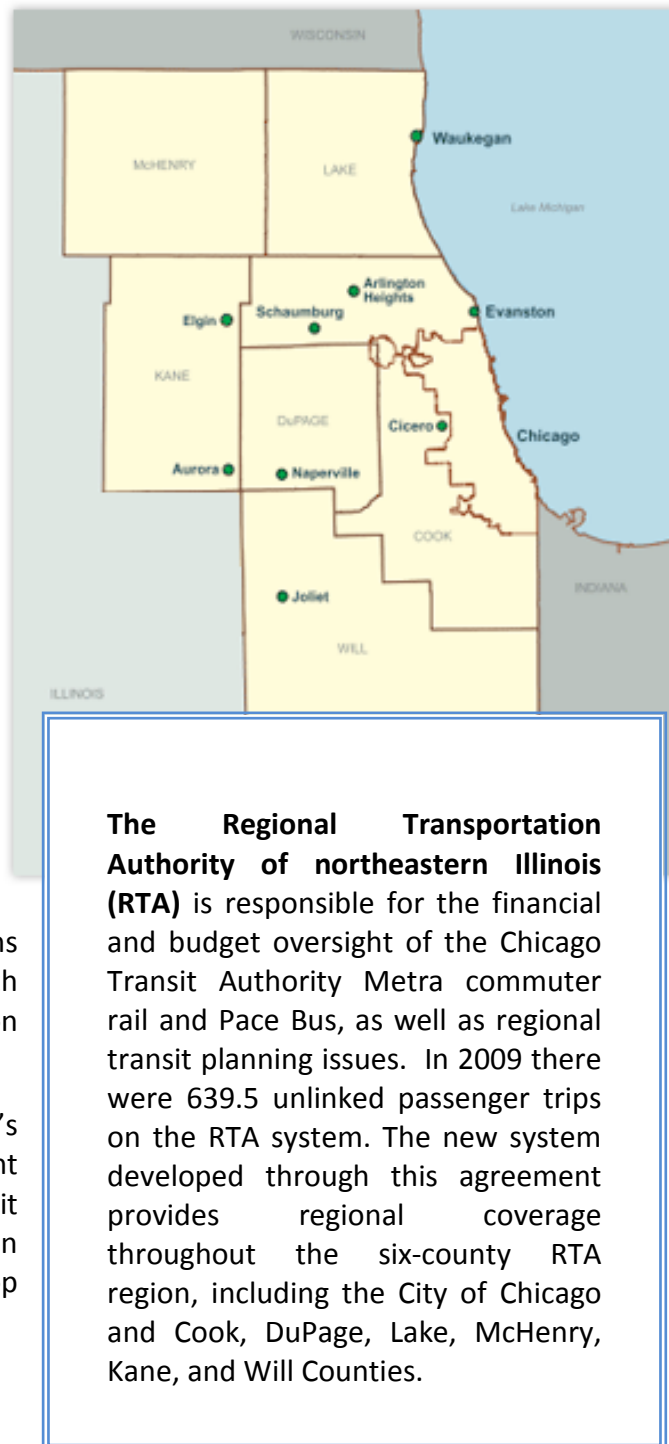 WISCONSIN
Waukegan
McHENRY
LAKE
Lake Michigan
Arlington
Heights
Schaumburg
Elgin
Evanston
KANE
DuPAGE
Cicero
Chicago
Aurora
Naperville
COOK
INDIANA
Joliet
WILL
ILLINOIS
The Regional Transportation
Authority of northeastern Illinois
(RTA) is responsible for the financial
and budget oversight of the Chicago
Transit Authority Metra commuter
rail and Pace Bus, as well as regional
transit planning issues. In 2009 there
were 639.5 unlinked passenger trips
on the RTA system. The new system
developed through this agreement
provides regional coverage
throughout the six-county RTA
region, including the City of Chicago
and Cook, DuPage, Lake, McHenry,
Kane, and Will Counties.